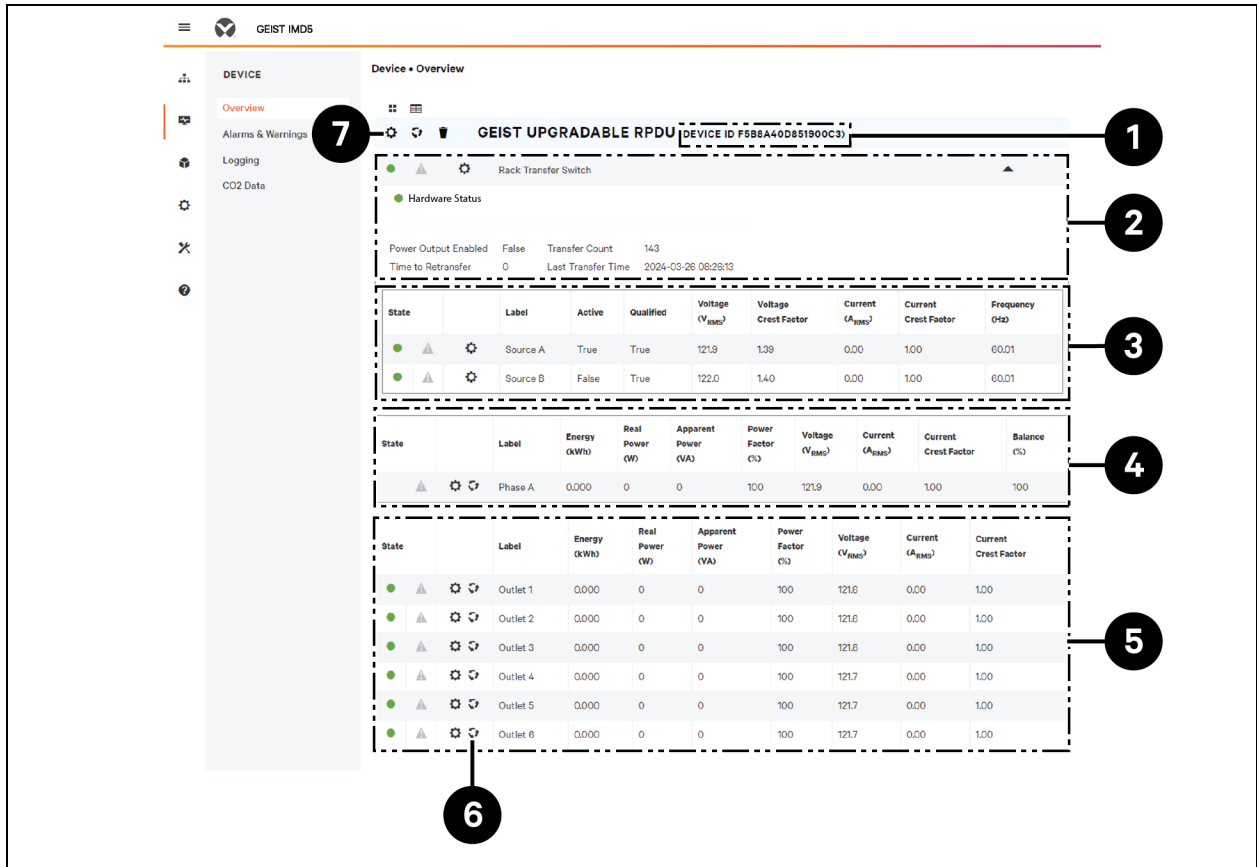 GEIST IMD5
DEVICE
Overview
Alarms & Warnings
Logging
CO2 Data
Device • Overview
7
GEIST UPGRADABLE RPDU (DEVICE ID F5B8A40D851900C3)
1
Rack Transfer Switch
Hardware Status
2
Power Output Enabled False Transfer Count 143
Time to Retransfer 0 Last Transfer Time 2024-03-26 08:28:13
State Label Active Qualified Voltage (VRMS) Voltage Crest Factor Current (ARMS) Current Crest Factor Frequency (Hz)
Source A True True 121.9 1.39 0.00 1.00 60.01
3
Source B False True 122.0 1.40 0.00 1.00 60.01
State Label Energy (kWh) Real Power (W) Apparent Power (VA) Power Factor (%) Voltage (VRMS) Current (ARMS) Current Crest Factor Balance (%)
4
Phase A 0.000 0 0 100 121.9 0.00 1.00 100
State Label Energy (kWh) Real Power (W) Apparent Power (VA) Power Factor (%) Voltage (VRMS) Current (ARMS) Current Crest Factor
Outlet 1 0.000 0 0 100 121.6 0.00 1.00
Outlet 2 0.000 0 0 100 121.6 0.00 1.00
5
Outlet 3 0.000 0 0 100 121.6 0.00 1.00
Outlet 4 0.000 0 0 100 121.7 0.00 1.00
Outlet 5 0.000 0 0 100 121.7 0.00 1.00
Outlet 6 0.000 0 0 100 121.7 0.00 1.00
6